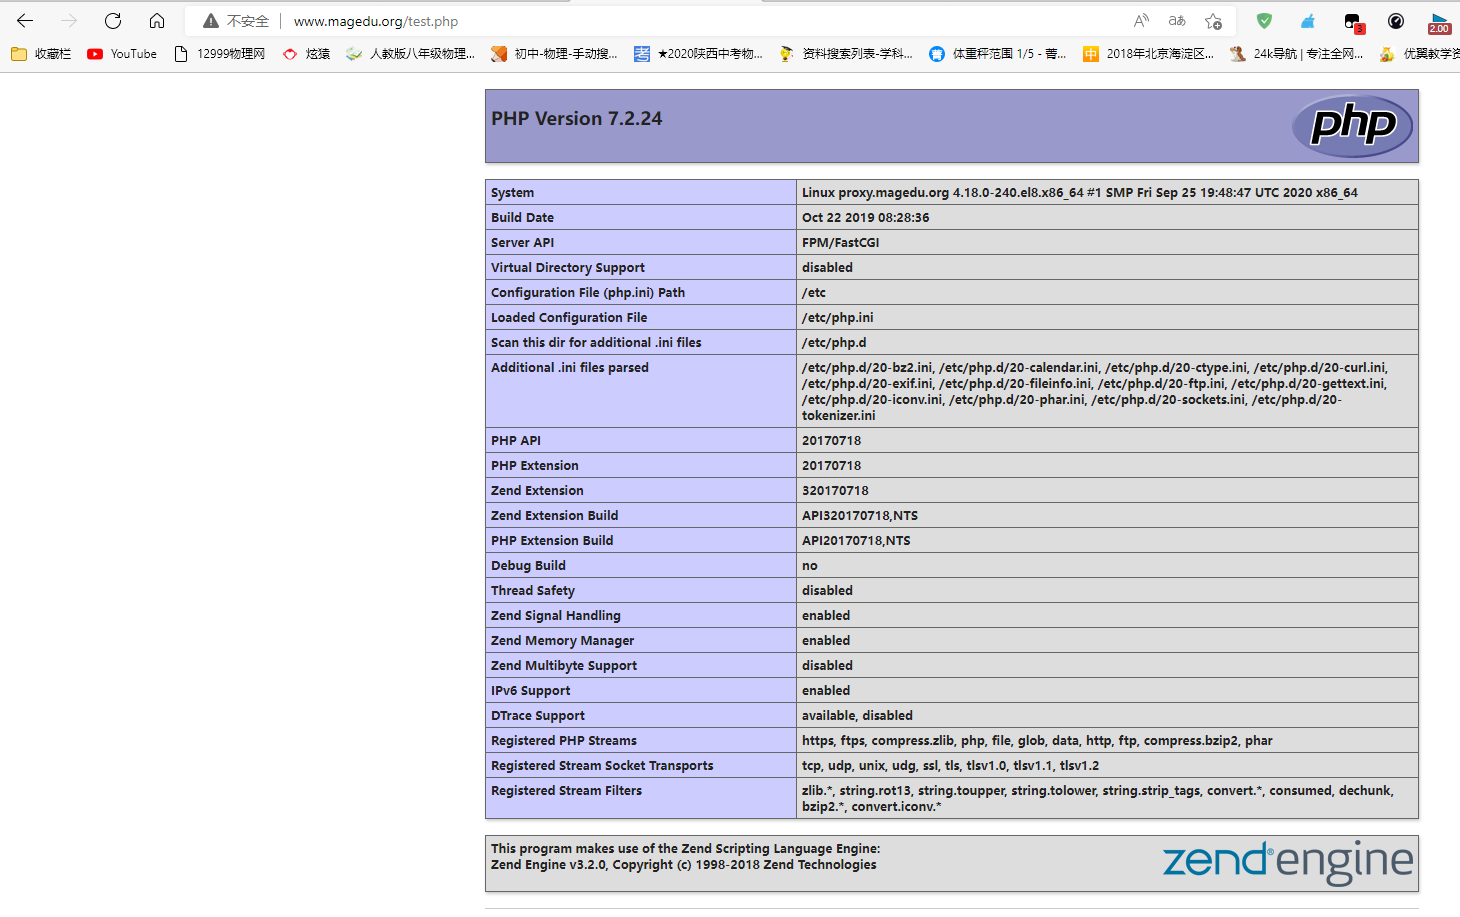 不安全 www.magedu.org/test.php
2.00
3
收藏栏 YouTube 12999物理网 炫猿 人教版八年级物理... 初中-物理-手动搜... ★2020陕西中考物... 资料搜索列表-学科... 体重秤范围 1/5 - 菁... 2018年北京海淀区... 24k导航 | 专注全网... 优翼教学资
PHP Version 7.2.24
php
System Linux proxy.magedu.org 4.18.0-240.el8.x86_64 #1 SMP Fri Sep 25 19:48:47 UTC 2020 x86_64
Build Date Oct 22 2019 08:28:36
Server API FPM/FastCGI
Virtual Directory Support disabled
Configuration File (php.ini) Path /etc
Loaded Configuration File /etc/php.ini
Scan this dir for additional .ini files /etc/php.d
Additional .ini files parsed /etc/php.d/20-bz2.ini, /etc/php.d/20-calendar.ini, /etc/php.d/20-ctype.ini, /etc/php.d/20-curl.ini,
/etc/php.d/20-exif.ini, /etc/php.d/20-fileinfo.ini, /etc/php.d/20-ftp.ini, /etc/php.d/20-gettext.ini,
/etc/php.d/20-iconv.ini, /etc/php.d/20-phar.ini, /etc/php.d/20-sockets.ini, /etc/php.d/20-
tokenizer.ini
PHP API 20170718
PHP Extension 20170718
Zend Extension 320170718
Zend Extension Build API320170718,NTS
PHP Extension Build API20170718,NTS
Debug Build no
Thread Safety disabled
Zend Signal Handling enabled
Zend Memory Manager enabled
Zend Multibyte Support disabled
IPv6 Support enabled
DTrace Support available, disabled
Registered PHP Streams https, ftps, compress.zlib, php, file, glob, data, http, ftp, compress.bzip2, phar
Registered Stream Socket Transports tcp, udp, unix, udg, ssl, tls, tlsv1.0, tlsv1.1, tlsv1.2
Registered Stream Filters zlib.*, string.rot13, string.toupper, string.tolower, string.strip_tags, convert.*, consumed, dechunk,
bzip2.*, convert.iconv.*
This program makes use of the Zend Scripting Language Engine:
Zend Engine v3.2.0, Copyright (c) 1998-2018 Zend Technologies
zend® engine